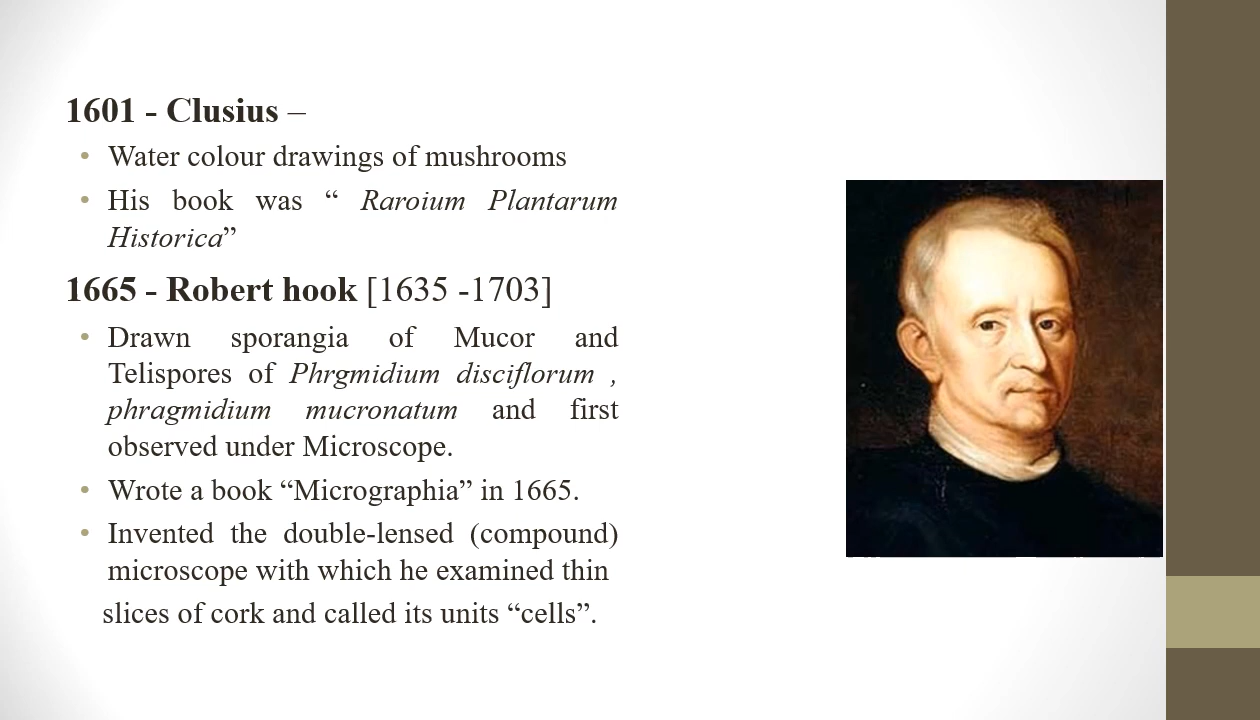 1601 - Clusius –
• Water colour drawings of mushrooms
• His book was “ Raroium Plantarum
Historica”
1665 - Robert hook [1635 -1703]
• Drawn sporangia of Mucor and
Telispores of Phrgmidium disciflorum ,
phragmidium mucronatum and first
observed under Microscope.
• Wrote a book “Micrographia” in 1665.
• Invented the double-lensed (compound)
microscope with which he examined thin
slices of cork and called its units “cells”.